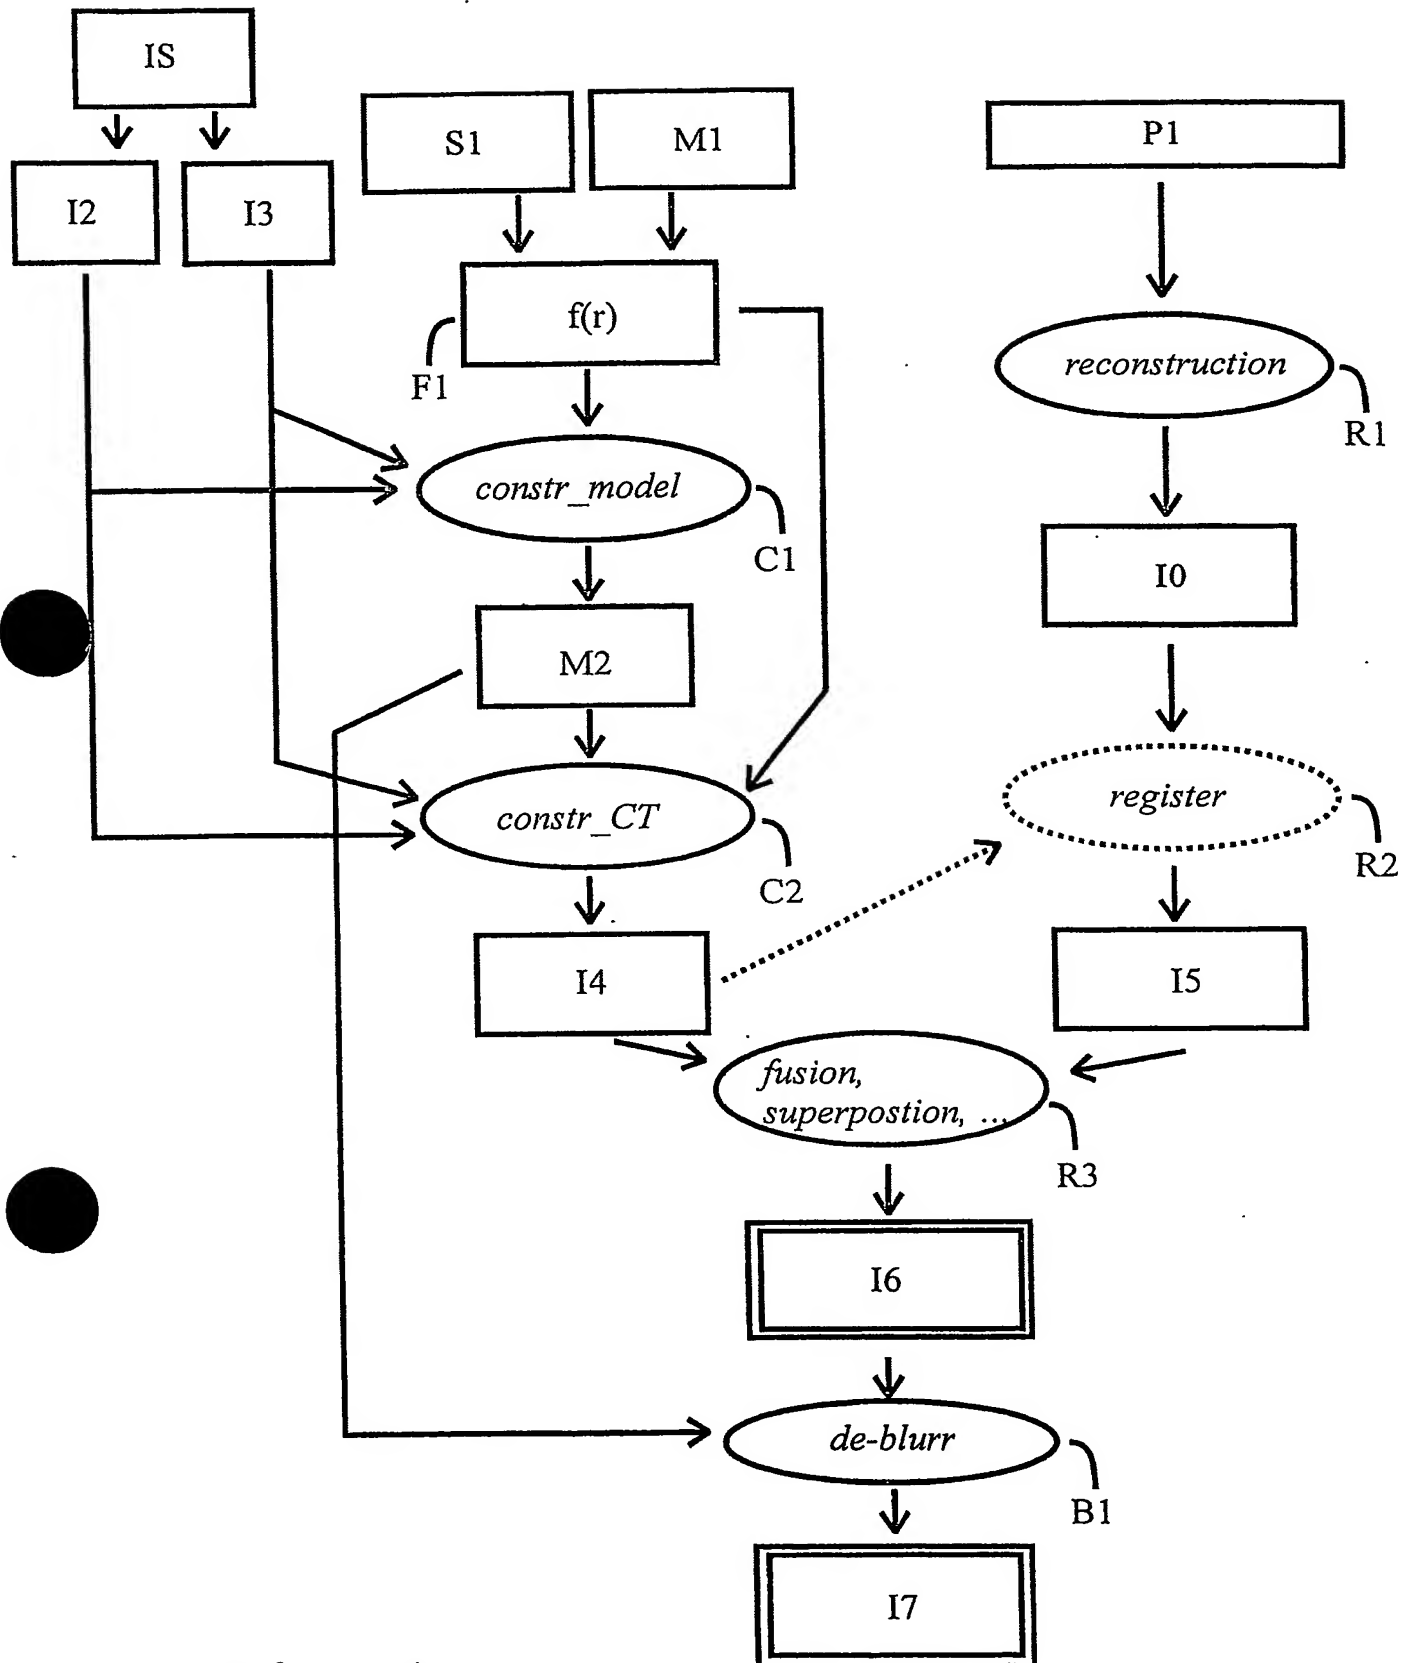 IS
S1
M1
P1
I2
I3
f(r)
F1
reconstruction
R1
constr_model
C1
I0
M2
register
R2
constr_CT
C2
I4
I5
fusion,
superpostion, ...
R3
I6
de-blurr
B1
I7